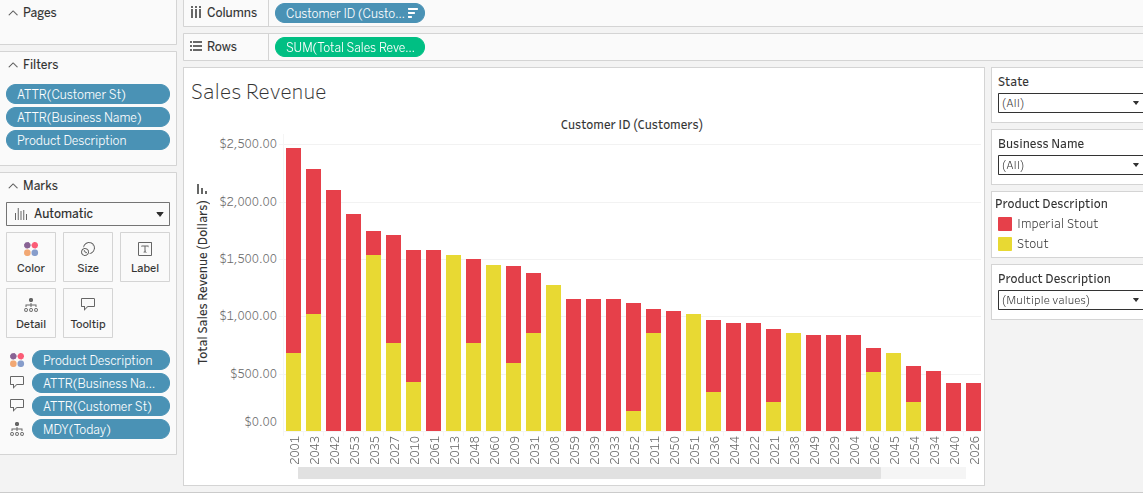 Pages
Columns
Customer ID (Custo...
Rows
SUM(Total Sales Reve...
Filters
ATTR(Customer St)
ATTR(Business Name)
Product Description
Marks
Automatic
Color
Size
Label
Detail
Tooltip
Product Description
ATTR(Business Na...
ATTR(Customer St)
MDY(Today)
Sales Revenue
Customer ID (Customers)
Total Sales Revenue (Dollars)
$2,500.00
$2,000.00
$1,500.00
$1,000.00
$500.00
$0.00
2001 2043 2042 2053 2035 2027 2010 2061 2013 2048 2060 2009 2031 2008 2059 2039 2033 2052 2011 2050 2051 2036 2044 2022 2021 2038 2049 2029 2004 2062 2045 2054 2034 2040 2026
State
(All)
Business Name
(All)
Product Description
Imperial Stout
Stout
Product Description
(Multiple values)